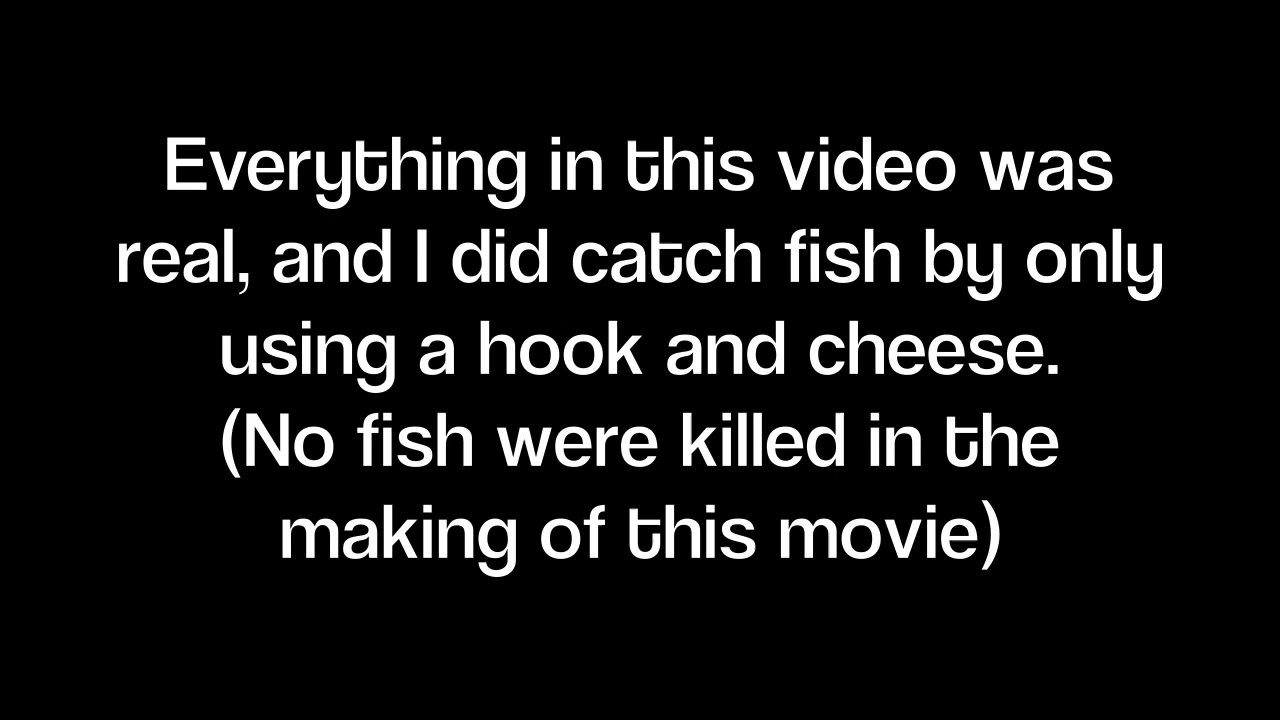 Everything in this video was
real, and I did catch fish by only
using a hook and cheese.
(No fish were killed in the
making of this movie)